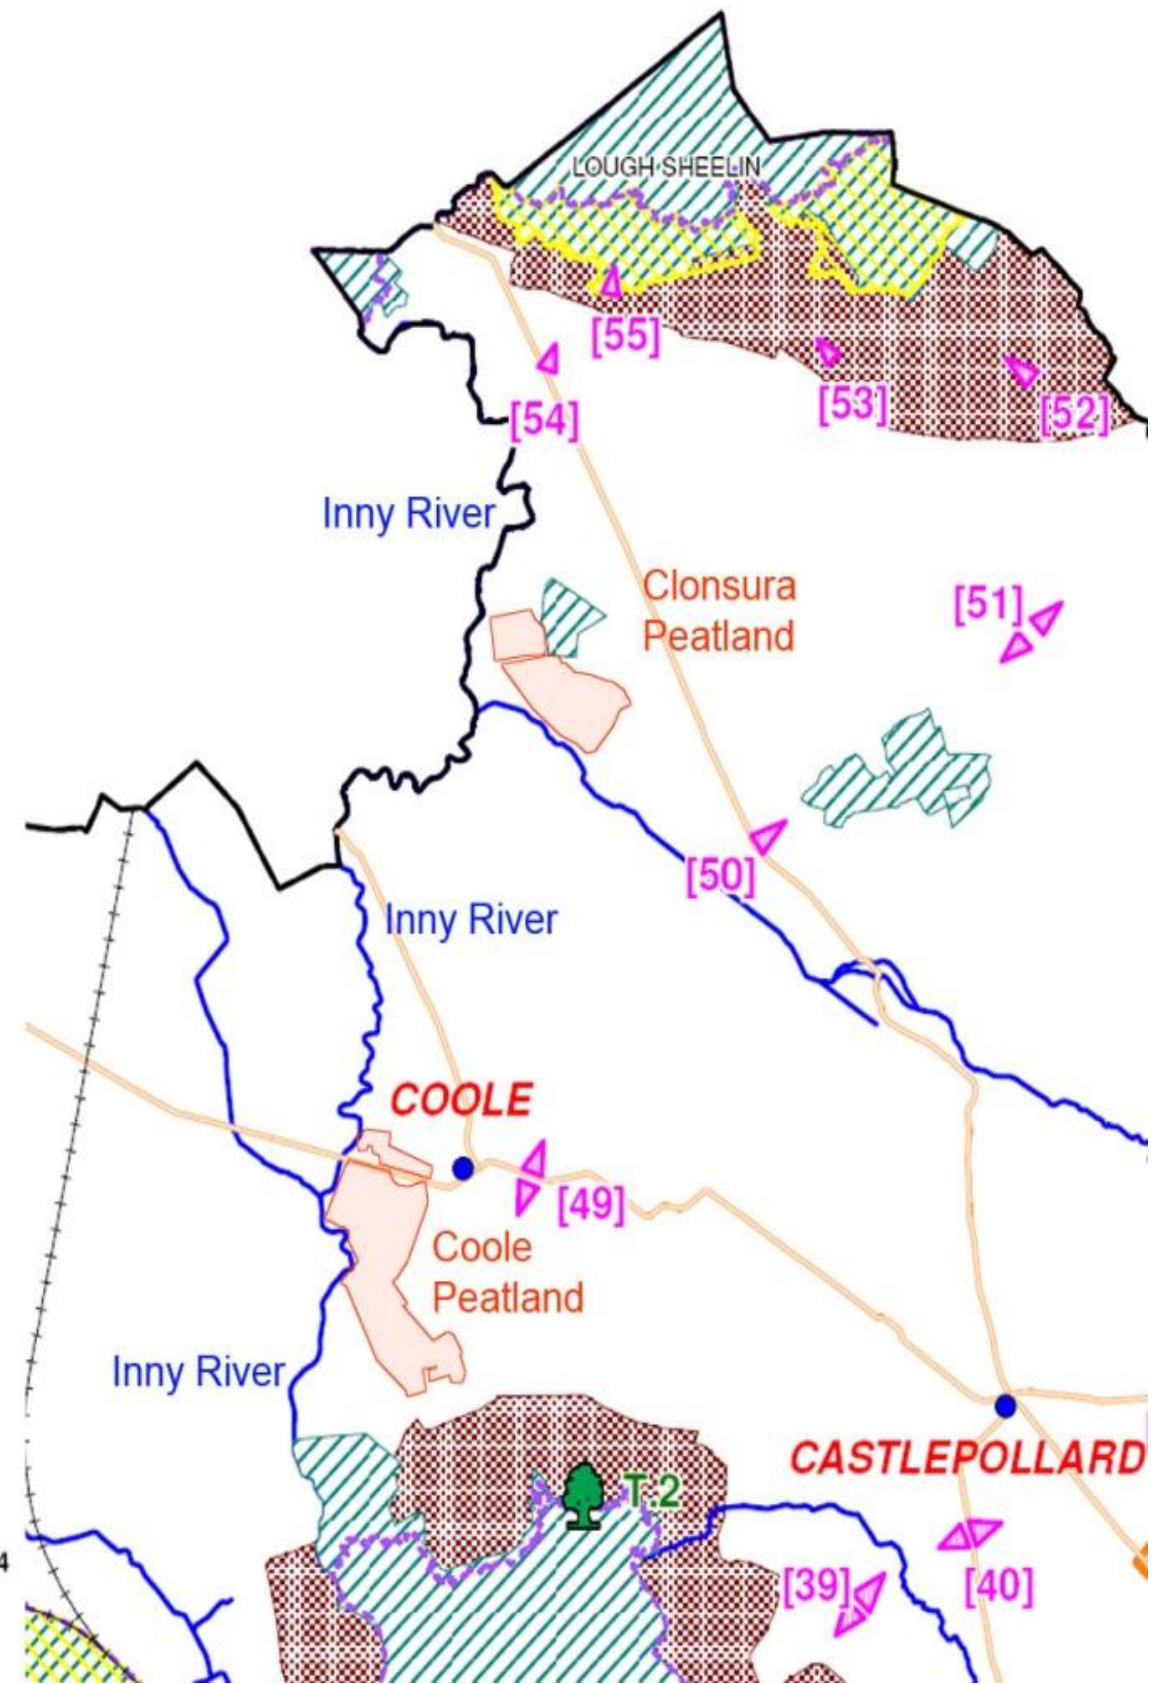 LOUGH SHEELIN
[55]
[53]
[52]
[54]
Inny River
Clonsura
Peatland
[51]
[50]
Inny River
COOLE
[49]
Coole
Peatland
Inny River
CASTLEPOLLARD
T.2
4
[39]
[40]